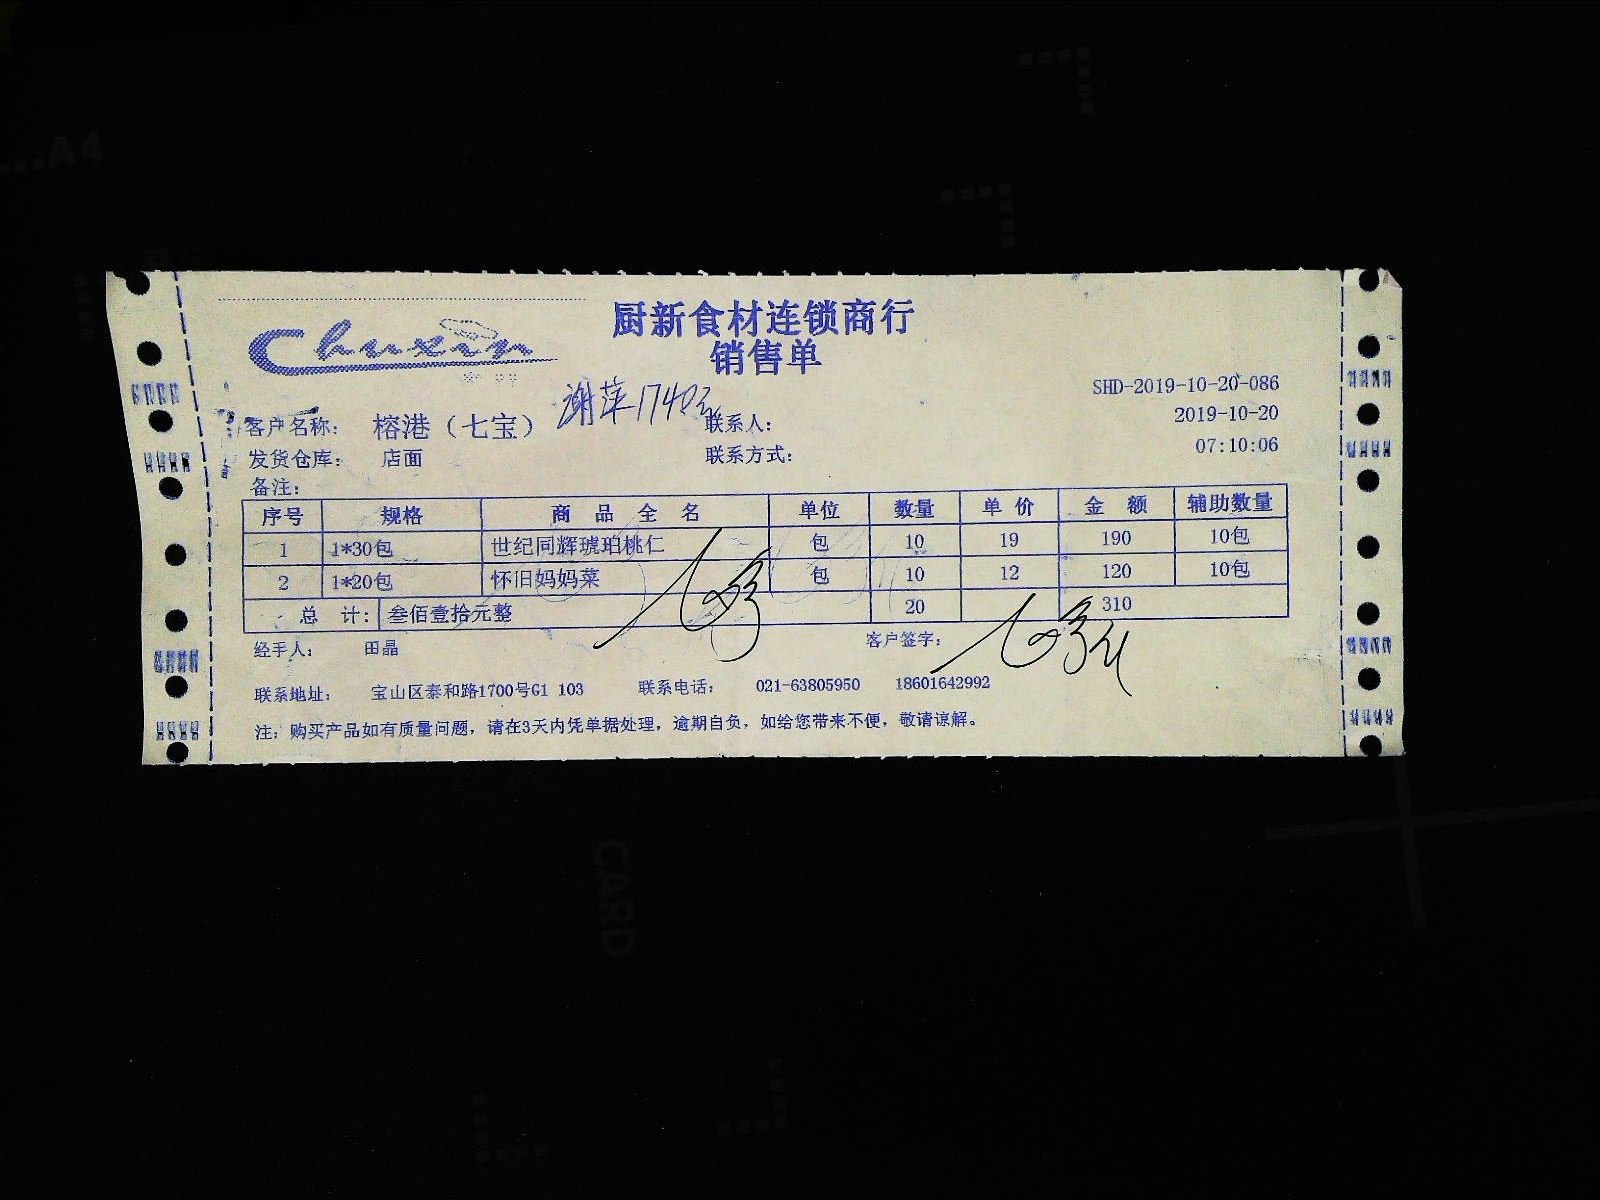 厨新食材连锁商行
Chuxin
销售单
SHD-2019-10-20-086
谢萍1740
2019-10-20
客户名称: 榕港（七宝） 联系人:
07:10:06
发货仓库: 店面 联系方式:
备注:
序号 规格 商品全名 单位 数量 单价 金额 辅助数量
1 1*30包 世纪同辉琥珀桃仁 包 10 19 190 10包
2 1*20包 怀旧妈妈菜 包 10 12 120 10包
总计: 叁佰壹拾元整 20 310
经手人: 田晶 客户签字:
联系地址: 宝山区泰和路1700号G1 103 联系电话: 021-63805950 18601642992
注: 购买产品如有质量问题，请在3天内凭单据处理，逾期自负，如给您带来不便，敬请谅解。
A4
CARD